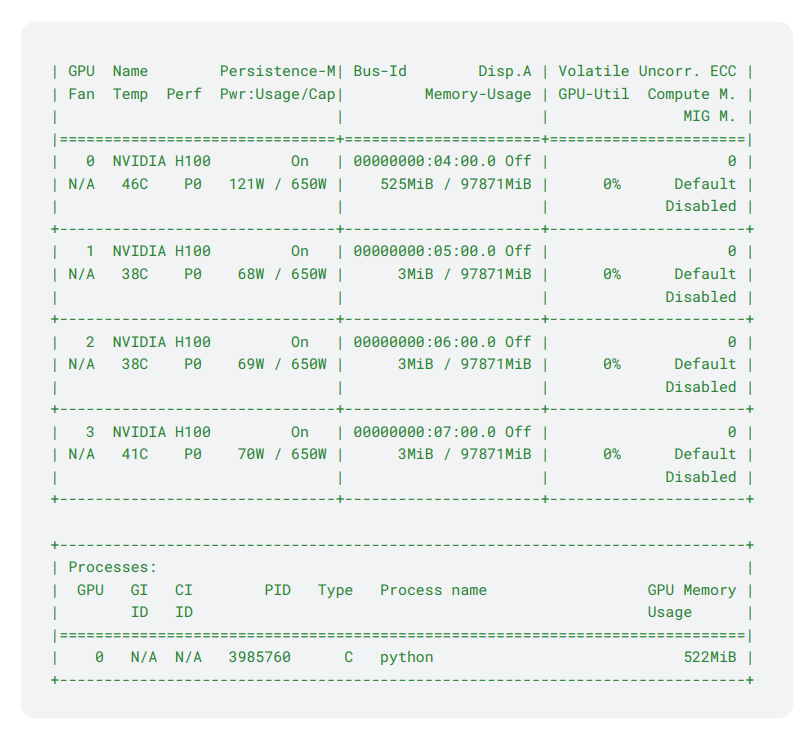 | GPU  Name        Persistence-M| Bus-Id        Disp.A | Volatile Uncorr. ECC |
| Fan  Temp  Perf  Pwr:Usage/Cap|         Memory-Usage | GPU-Util  Compute M. |
|                               |                      |               MIG M. |
|===============================+======================+======================|
|   0  NVIDIA H100         On   | 00000000:04:00.0 Off |                    0 |
| N/A   46C    P0   121W / 650W |    525MiB / 97871MiB |      0%      Default |
|                               |                      |             Disabled |
+-------------------------------+----------------------+----------------------+
|   1  NVIDIA H100         On   | 00000000:05:00.0 Off |                    0 |
| N/A   38C    P0    68W / 650W |      3MiB / 97871MiB |      0%      Default |
|                               |                      |             Disabled |
+-------------------------------+----------------------+----------------------+
|   2  NVIDIA H100         On   | 00000000:06:00.0 Off |                    0 |
| N/A   38C    P0    69W / 650W |      3MiB / 97871MiB |      0%      Default |
|                               |                      |             Disabled |
+-------------------------------+----------------------+----------------------+
|   3  NVIDIA H100         On   | 00000000:07:00.0 Off |                    0 |
| N/A   41C    P0    70W / 650W |      3MiB / 97871MiB |      0%      Default |
|                               |                      |             Disabled |
+-------------------------------+----------------------+----------------------+

+-----------------------------------------------------------------------------+
| Processes:                                                                  |
|  GPU   GI   CI        PID   Type   Process name                  GPU Memory |
|        ID   ID                                                   Usage      |
|=============================================================================|
|    0   N/A  N/A   3985760      C   python                            522MiB |
+-----------------------------------------------------------------------------+